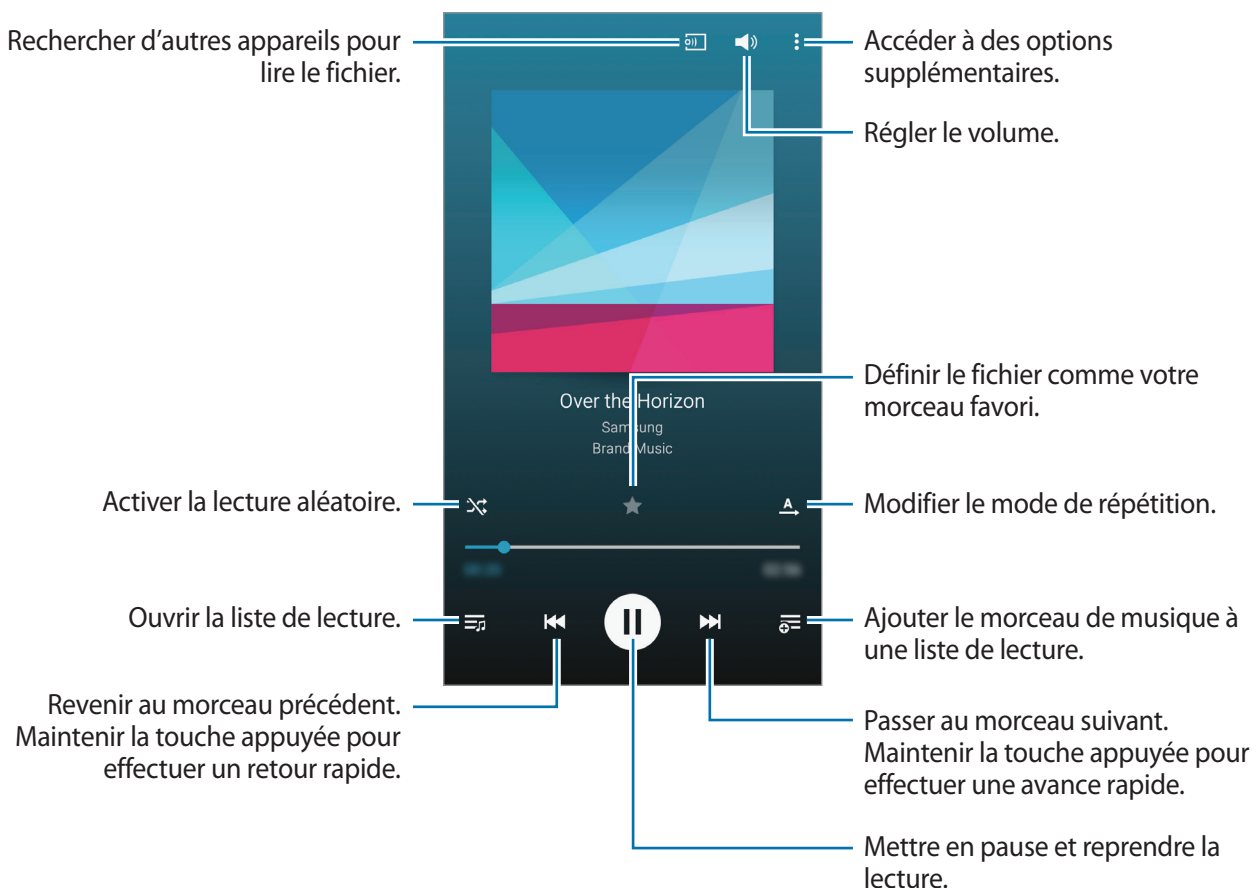 Rechercher d’autres appareils pour
lire le fichier.
Accéder à des options
supplémentaires.
Régler le volume.
Définir le fichier comme votre
morceau favori.
Over the Horizon
Samsung
Brand Music
Activer la lecture aléatoire.
A
Modifier le mode de répétition.
Ouvrir la liste de lecture.
Ajouter le morceau de musique à
une liste de lecture.
Revenir au morceau précédent.
Maintenir la touche appuyée pour
effectuer un retour rapide.
Passer au morceau suivant.
Maintenir la touche appuyée pour
effectuer une avance rapide.
Mettre en pause et reprendre la
lecture.